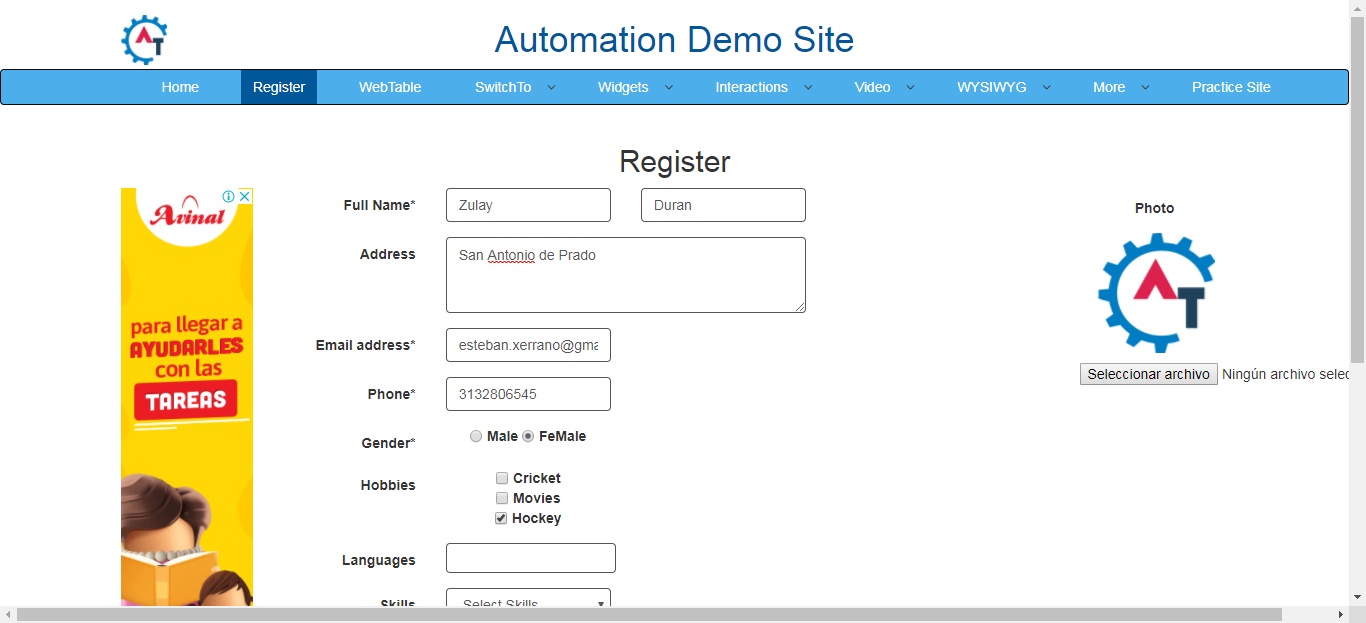 AT
Automation Demo Site
Home Register WebTable SwitchTo Widgets Interactions Video WYSIWYG More Practice Site
Register
Avinal
para llegar a
AYUDARLES
con las
TAREAS
Full Name* Zulay Duran
Address San Antonio de Prado
Email address* esteban.xerrano@gma
Phone* 3132806545
Gender* Male FeMale
Hobbies Cricket
Movies
Hockey
Languages
Skills Select Skills
Photo
AT
Seleccionar archivo Ningún archivo selec